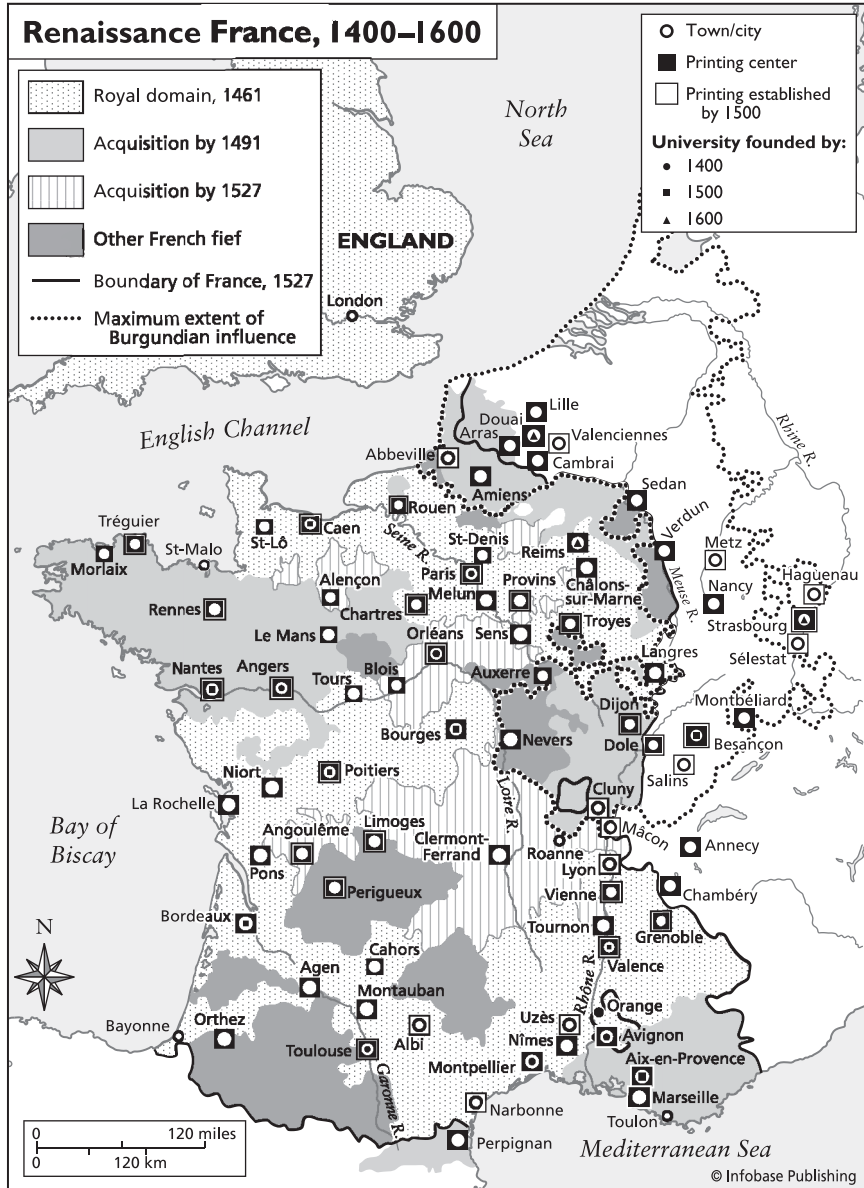 Renaissance France, 1400–1600
Royal domain, 1461
Acquisition by 1491
Acquisition by 1527
Other French fief
Boundary of France, 1527
Maximum extent of
Burgundian influence
Town/city
Printing center
Printing established
by 1500
University founded by:
1400
1500
1600
North
Sea
ENGLAND
London
English Channel
Rhine R.
Lille
Douai
Arras
Valenciennes
Abbeville
Cambrai
Amiens
Sedan
Rouen
Verdun
Tréguier
Caen
St-Lô
Seine R.
St-Denis
Reims
Metz
St-Malo
Morlaix
Paris
Meuse R.
Haguenau
Alençon
Melun
Provins
Châlons-
sur-Marne
Nancy
Rennes
Chartres
Strasbourg
Troyes
Le Mans
Orléans
Sens
Sélestat
Langres
Nantes
Angers
Blois
Auxerre
Tours
Dijon
Montbéliard
Bourges
Nevers
Dole
Besançon
Salins
Niort
Poitiers
Loire R.
Cluny
La Rochelle
Mâcon
Bay of
Biscay
Angoulême
Limoges
Clermont-
Ferrand
Roanne
Annecy
Pons
Lyon
Perigueux
Vienne
Chambéry
Bordeaux
Tournon
Grenoble
N
Valence
Cahors
Agen
Montauban
Rhône R.
Orange
Bayonne
Orthez
Albi
Uzès
Avignon
Toulouse
Nîmes
Aix-en-Provence
Montpellier
Garonne R.
Marseille
Narbonne
Toulon
0 120 miles
0 120 km
Perpignan
Mediterranean Sea
© Infobase Publishing